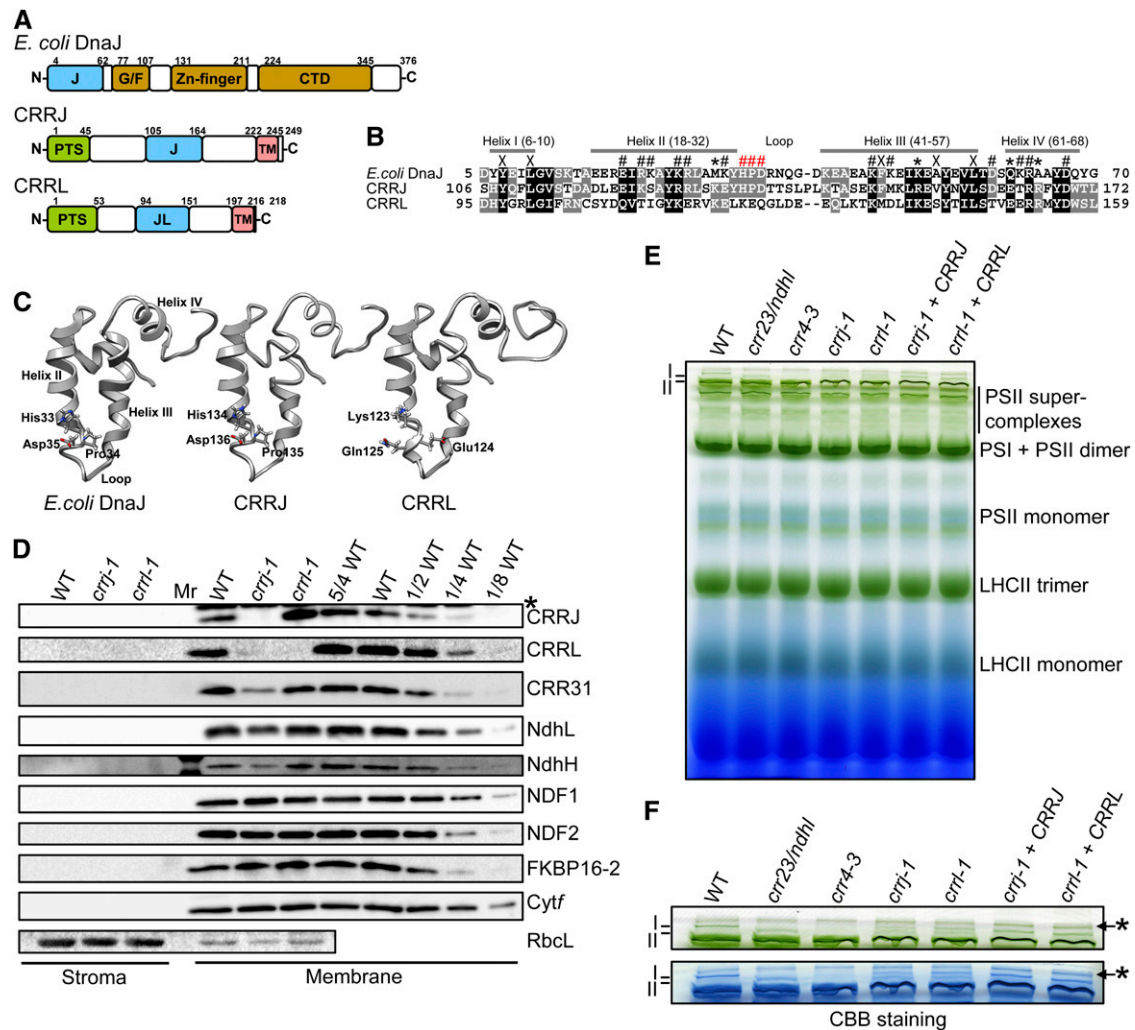 A
E. coli DnaJ
4 62 77 107 131 211 224 345 376
N- J G/F Zn-finger CTD -C
CRRJ
1 45 105 164 222 245 249
N- PTS J TM -C
CRRL
1 53 94 151 197 216 218
N- PTS JL TM -C
B
Helix I (6-10) Helix II (18-32) Loop Helix III (41-57) Helix IV (61-68)
E.coli DnaJ 5 DYYEILGVSKTAEEREIRKAYKRLAMKYHPDRNQG-DKEAEAKFKEIKEAYEVLTDSQKRAAYDQYG 70
CRRJ 106
CRRL 95 159
C
Helix IV
Helix II
Helix III
His33
Asp35
Pro34
Loop
E.coli DnaJ
His134
Asp136
Pro135
CRRJ
Lys123
Gln125
Glu124
CRRL
D
WT crrj-1 crrl-1 Mr WT crrj-1 crrl-1 5/4 WT WT 1/2 WT 1/4 WT 1/8 WT
*
CRRJ
CRRL
CRR31
NdhL
NdhH
NDF1
NDF2
FKBP16-2
Cytf
RbcL
Stroma Membrane
E
WT crr23/ndhl crr4-3 crrj-1 crrl-1 crrj-1 + CRRJ crrl-1 + CRRL
I
II
PSII super-
complexes
PSI + PSII dimer
PSII monomer
LHCII trimer
LHCII monomer
F
WT crr23/ndhl crr4-3 crrj-1 crrl-1 crrj-1 + CRRJ crrl-1 + CRRL
I
II
*
I
II
*
CBB staining